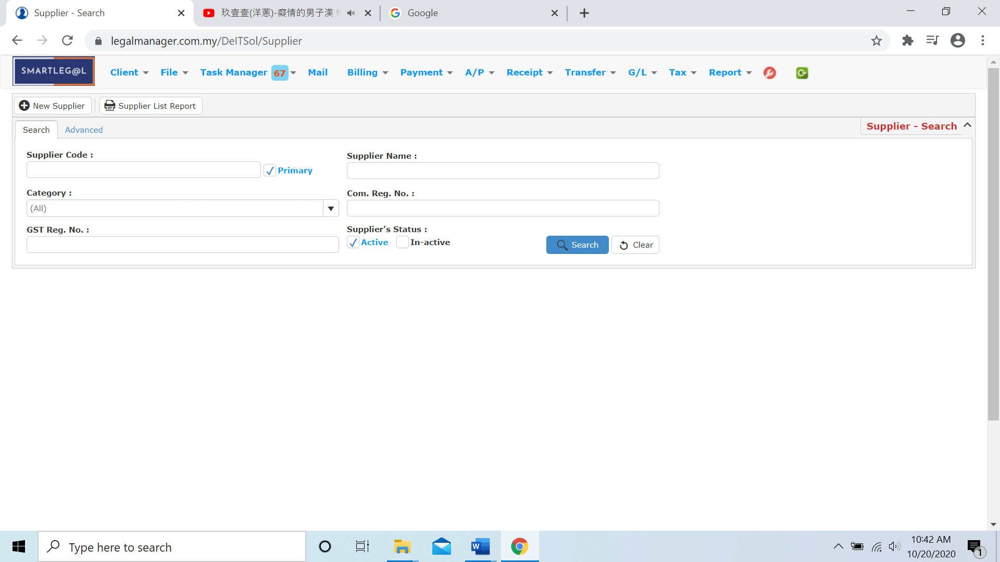 Supplier - Search
玖壹壹(洋蔥)-癡情的男子漢
Google
legalmanager.com.my/DeITSol/Supplier
SMARTLEG@L
Client File Task Manager 67 Mail Billing Payment A/P Receipt Transfer G/L Tax Report
New Supplier Supplier List Report
Search Advanced Supplier - Search
Supplier Code : Supplier Name :
Primary
Category : Com. Reg. No. :
(All)
GST Reg. No. : Supplier's Status :
Active In-active Search Clear
Type here to search
10:42 AM
10/20/2020
1